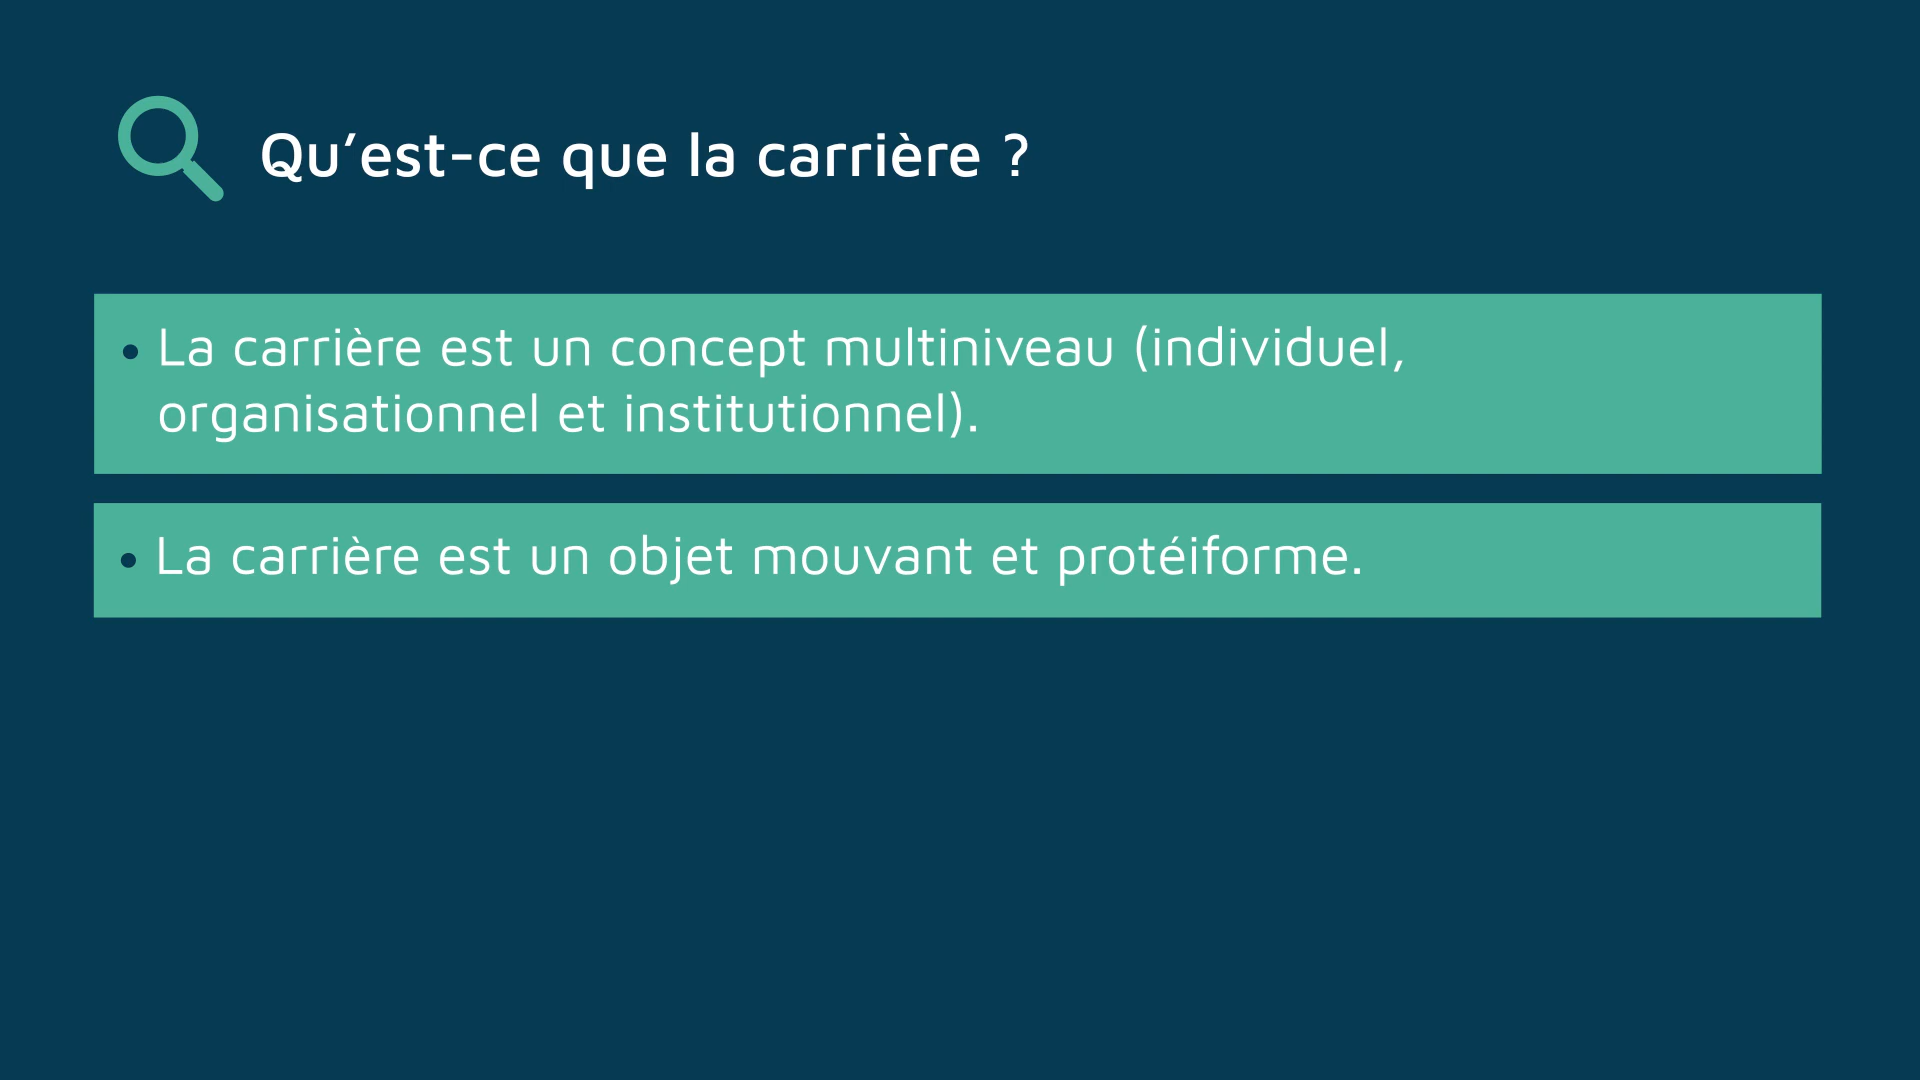 Qu’est-ce que la carrière ?
• La carrière est un concept multiniveau (individuel,
organisationnel et institutionnel).
• La carrière est un objet mouvant et protéiforme.